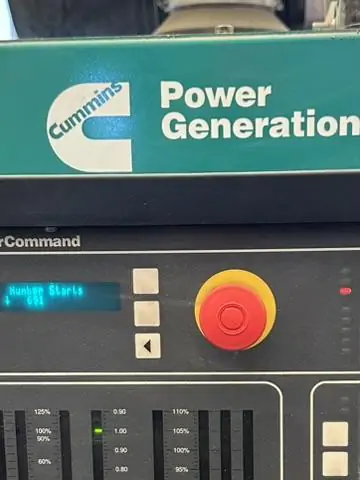 Cummins
Power
Generation
rCommand
Number Starts
↓ 691
125%
100%
90%
60%
0.90
1.00
0.90
0.80
110%
105%
100%
95%